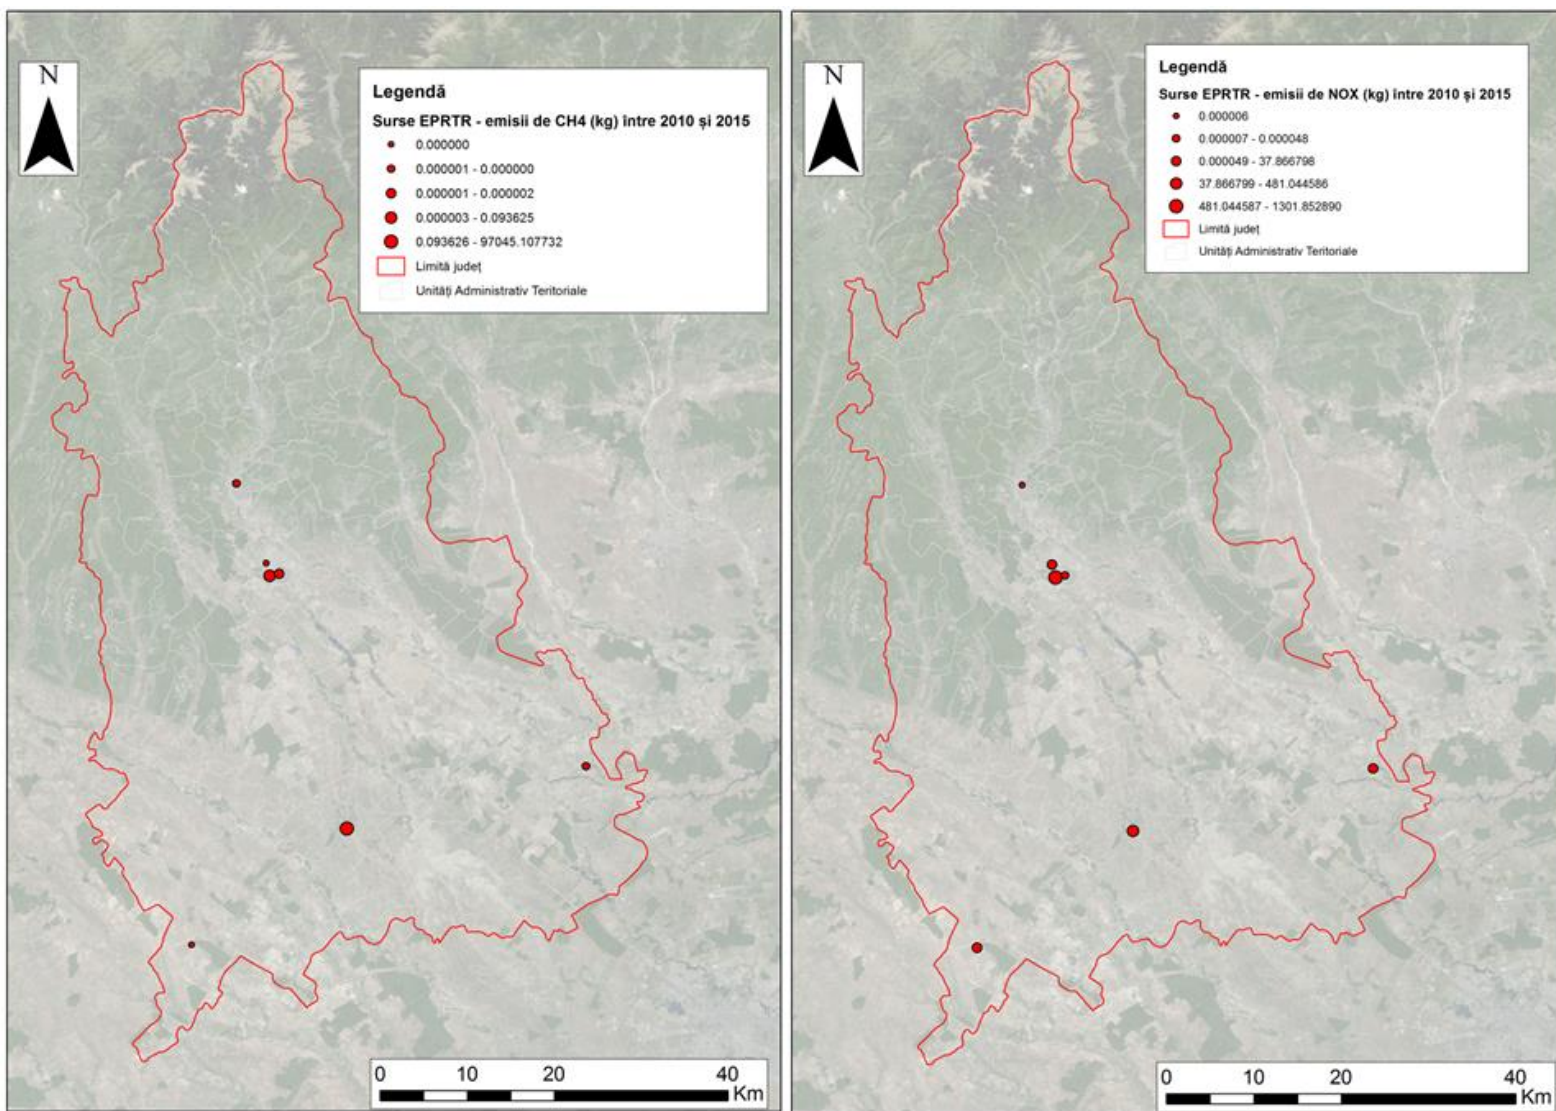 N
Legendă
Surse EPRTR - emisii de CH4 (kg) între 2010 și 2015
0.000000
0.000001 - 0.000000
0.000001 - 0.000002
0.000003 - 0.093625
0.093626 - 97045.107732
Limită județ
Unități Administrativ Teritoriale
0 10 20 40
Km
N
Legendă
Surse EPRTR - emisii de NOX (kg) între 2010 și 2015
0.000006
0.000007 - 0.000048
0.000049 - 37.866798
37.866799 - 481.044586
481.044587 - 1301.852890
Limită județ
Unități Administrativ Teritoriale
0 10 20 40
Km